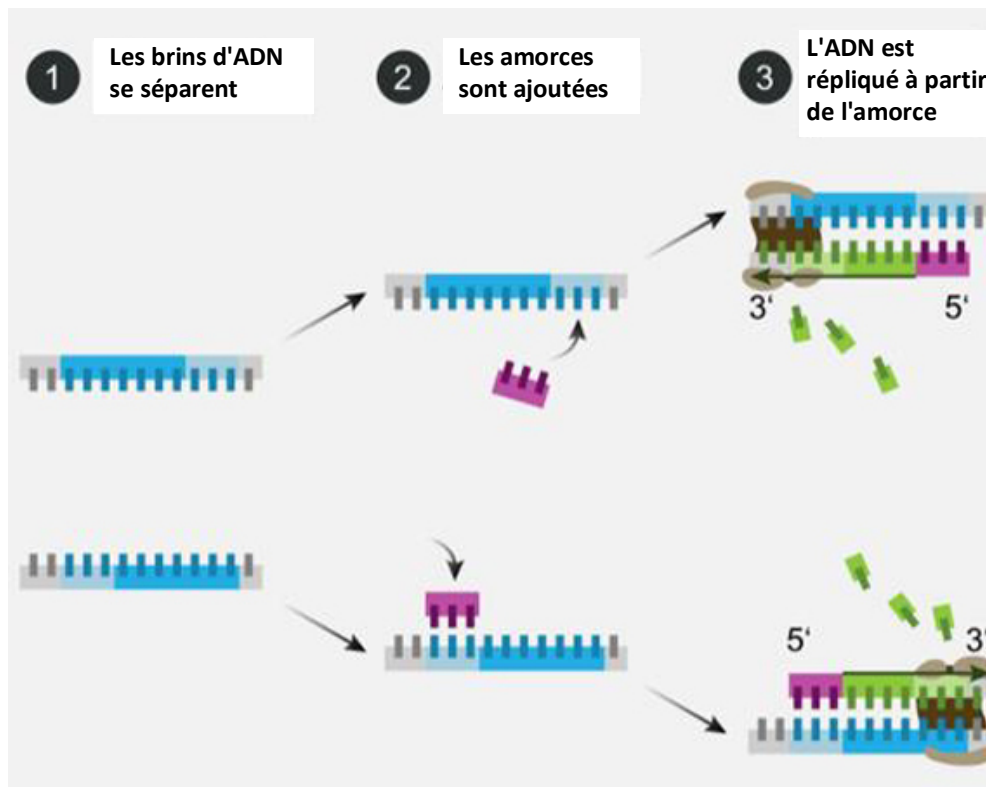 1
Les brins d'ADN
se séparent
2
Les amorces
sont ajoutées
3
L'ADN est
répliqué à partir
de l'amorce
3‘
5‘
5‘
3‘